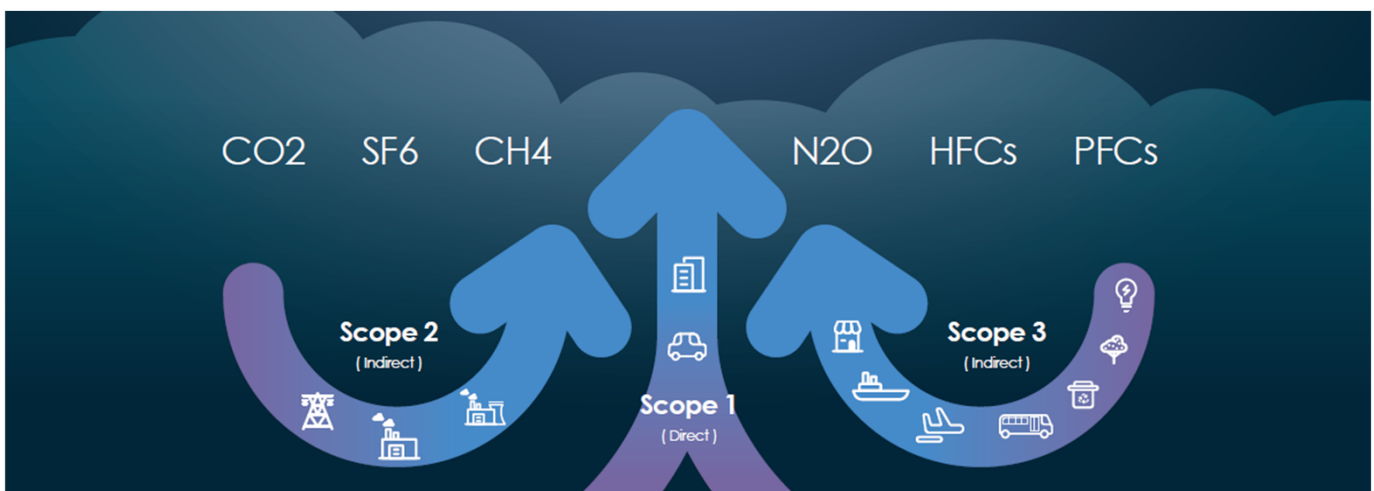 CO2 SF6 CH4 N2O HFCs PFCs
Scope 2
( Indirect )
Scope 1
( Direct )
Scope 3
( Indirect )